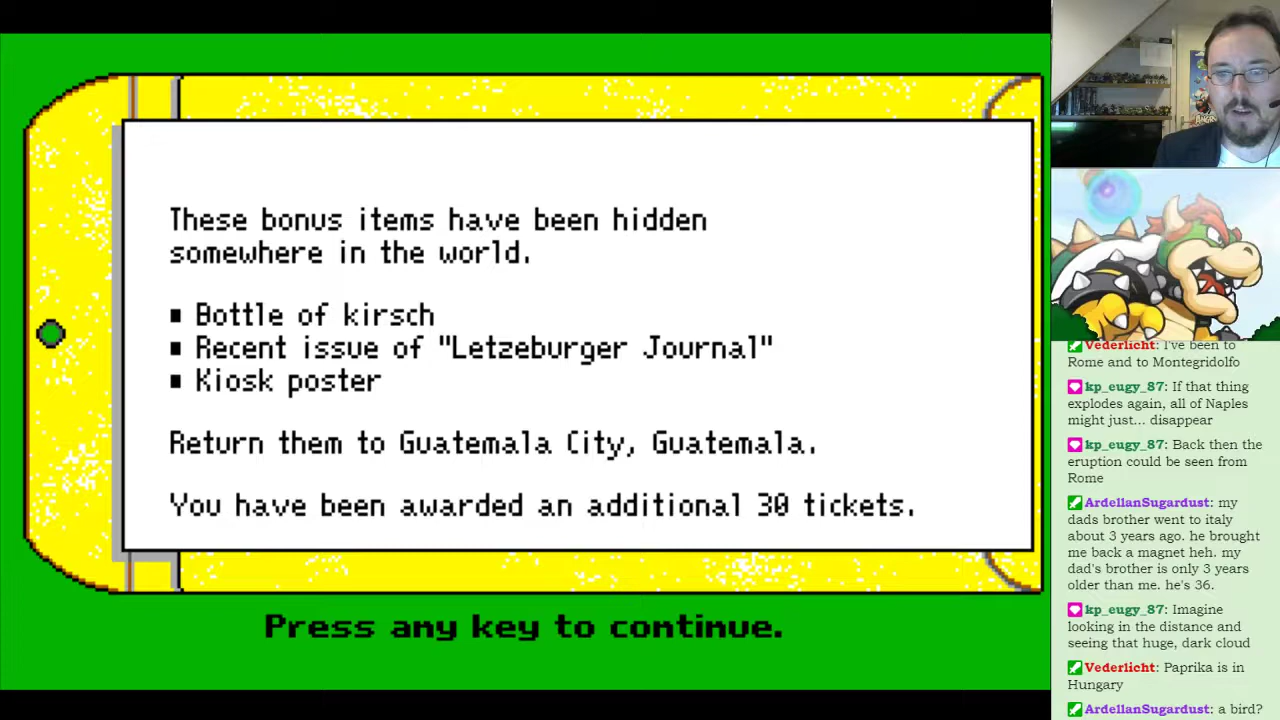 These bonus items have been hidden
somewhere in the world.
▪ Bottle of kirsch
▪ Recent issue of "Letzeburger Journal"
▪ Kiosk poster
Return them to Guatemala City, Guatemala.
You have been awarded an additional 30 tickets.
Press any key to continue.
Vederlicht: I've been to
Rome and to Montegridolfo
kp_eugy_87: If that thing
explodes again, all of Naples
might just... disappear
kp_eugy_87: Back then the
eruption could be seen from
Rome
ArdellanSugardust: my
dads brother went to italy
about 3 years ago. he brought
me back a magnet heh. my
dad's brother is only 3 years
older than me. he's 36.
kp_eugy_87: Imagine
looking in the distance and
seeing that huge, dark cloud
Vederlicht: Paprika is in
Hungary
ArdellanSugardust: a bird?